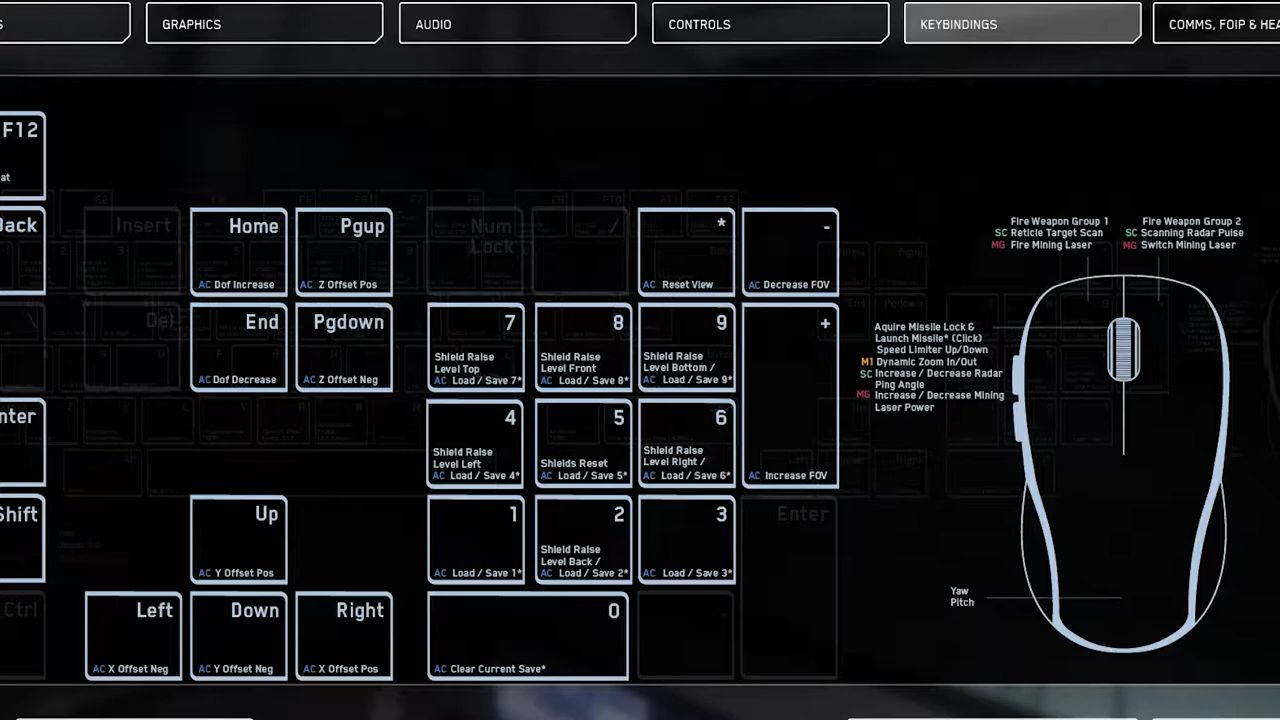 S
GRAPHICS
AUDIO
CONTROLS
KEYBINDINGS
COMMS, FOIP & HEA
F12
at
Back
Insert
Home
AC Dof Increase
Pgup
AC Z Offset Pos
Num
Lock
/
*
AC Reset View
-
AC Decrease FOV
\
Del
End
AC Dof Decrease
Pgdown
AC Z Offset Neg
7
Shield Raise
Level Top
AC Load / Save 7*
8
Shield Raise
Level Front
AC Load / Save 8*
9
Shield Raise
Level Bottom /
AC Load / Save 9*
+
AC Increase FOV
nter
4
Shield Raise
Level Left
AC Load / Save 4*
5
Shields Reset
AC Load / Save 5*
6
Shield Raise
Level Right /
AC Load / Save 6*
Shift
Up
AC Y Offset Pos
1
AC Load / Save 1*
2
Shield Raise
Level Back /
AC Load / Save 2*
3
AC Load / Save 3*
Enter
Ctrl
Left
AC X Offset Neg
Down
AC Y Offset Neg
Right
AC X Offset Pos
0
AC Clear Current Save*
.
Fire Weapon Group 1
SC Reticle Target Scan
MG Fire Mining Laser
Fire Weapon Group 2
SC Scanning Radar Pulse
MG Switch Mining Laser
Aquire Missile Lock &
Launch Missile* (Click)
Speed Limiter Up/Down
M1 Dynamic Zoom In/Out
SC Increase / Decrease Radar
Ping Angle
MG Increase / Decrease Mining
Laser Power
Yaw
Pitch